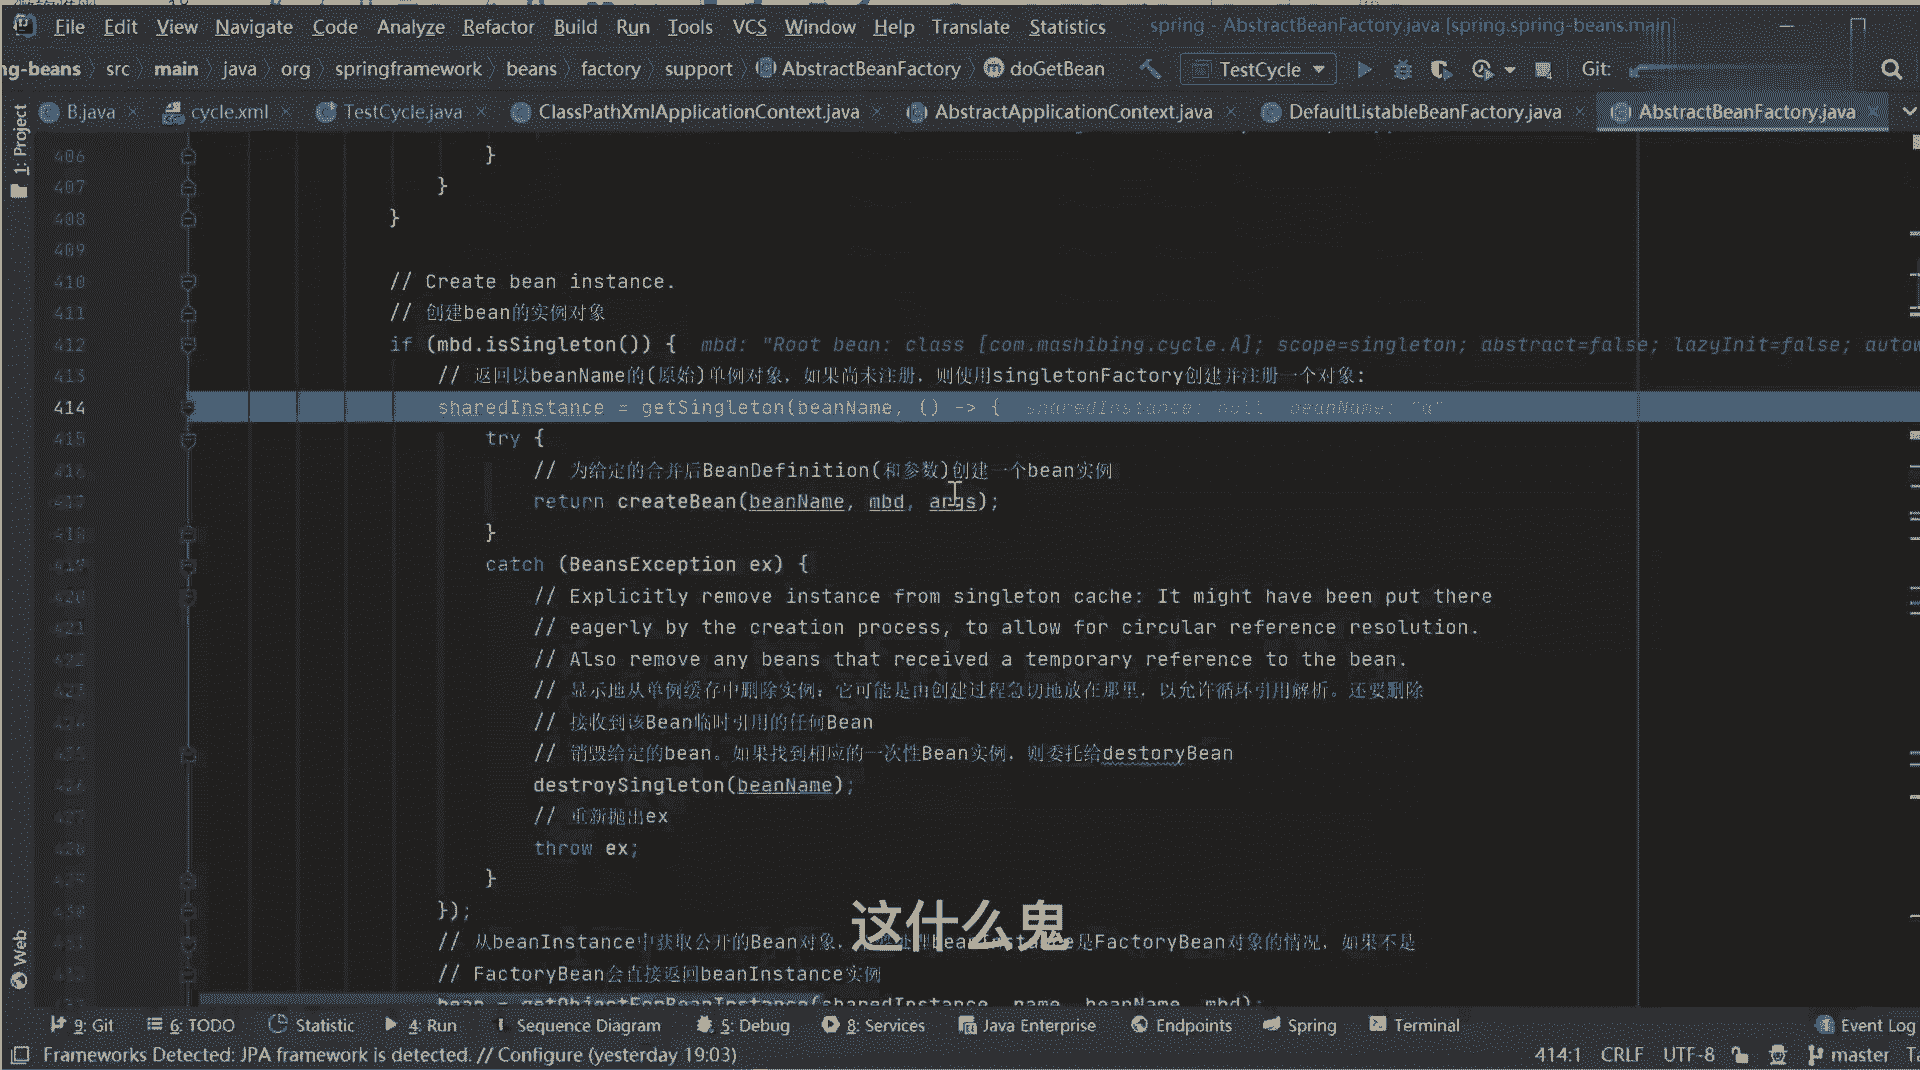 File Edit View Navigate Code Analyze Refactor Build Run Tools VCS Window Help Translate Statistics spring - AbstractBeanFactory.java [spring.spring-beans.main]
ng-beans src main java org springframework beans factory support AbstractBeanFactory doGetBean TestCycle Git:
B.java cycle.xml TestCycle.java ClassPathXmlApplicationContext.java AbstractApplicationContext.java DefaultListableBeanFactory.java AbstractBeanFactory.java
1: Project
406 }
407 }
408 }
409
410 // Create bean instance.
411 // 创建bean的实例对象
412 if (mbd.isSingleton()) { mbd: "Root bean: class [com.mashibing.cycle.A]; scope=singleton; abstract=false; lazyInit=false; autow
413 // 返回以beanName的(原始)单例对象，如果尚未注册，则使用singletonFactory创建并注册一个对象:
414 sharedInstance = getSingleton(beanName, () -> { sharedInstance: null beanName: "a"
415 try {
416 // 为给定的合并后BeanDefinition(和参数)创建一个bean实例
417 return createBean(beanName, mbd, args);
418 }
419 catch (BeansException ex) {
420 // Explicitly remove instance from singleton cache: It might have been put there
421 // eagerly by the creation process, to allow for circular reference resolution.
422 // Also remove any beans that received a temporary reference to the bean.
423 // 显示地从单例缓存中删除实例：它可能是由创建过程急切地放在那里，以允许循环引用解析。还要删除
424 // 接收到该Bean临时引用的任何Bean
425 // 销毁给定的bean。如果找到相应的一次性Bean实例，则委托给destoryBean
426 destroySingleton(beanName);
427 // 重新抛出ex
428 throw ex;
429 }
430 });
431 // 从beanInstance中获取公开的Bean对象，是FactoryBean对象的情况，如果不是
这什么鬼
// FactoryBean会直接返回beanInstance实例
bean = getObjectForBeanInstance(sharedInstance, name, beanName, mbd);
Web
9: Git 6: TODO Statistic 4: Run Sequence Diagram 5: Debug 8: Services Java Enterprise Endpoints Spring Terminal Event Log
Frameworks Detected: JPA framework is detected. // Configure (yesterday 19:03) 414:1 CRLF UTF-8 master